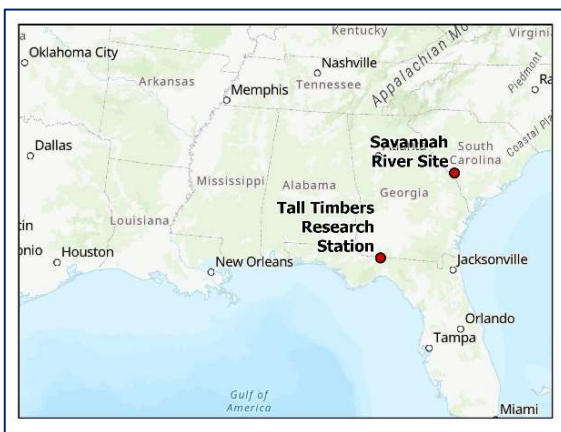 Kentucky
Virginia
Oklahoma City
Nashville
Appalachian Mo
Arkansas
Tennessee
Memphis
Piedmont
Ra
Savannah
River Site
South
Carolina
Coastal Pla
Dallas
Mississippi
Alabama
Georgia
Tall Timbers
Research
Station
Louisiana
tin
onio
Houston
New Orleans
Jacksonville
Orlando
Tampa
Gulf of
America
Miami